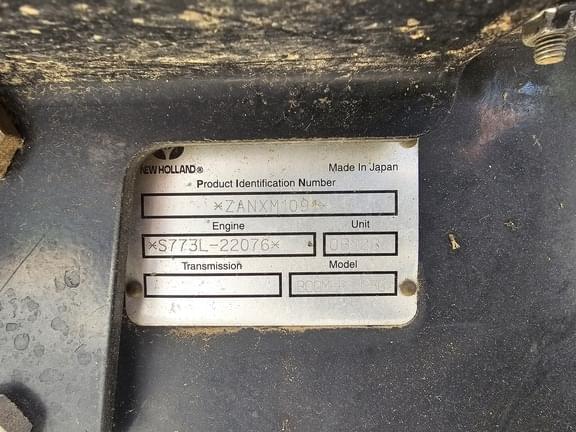 NEW HOLLAND®
Made In Japan
Product Identification Number
*ZANXM109*
Engine Unit
*S773L-22076*
Transmission Model